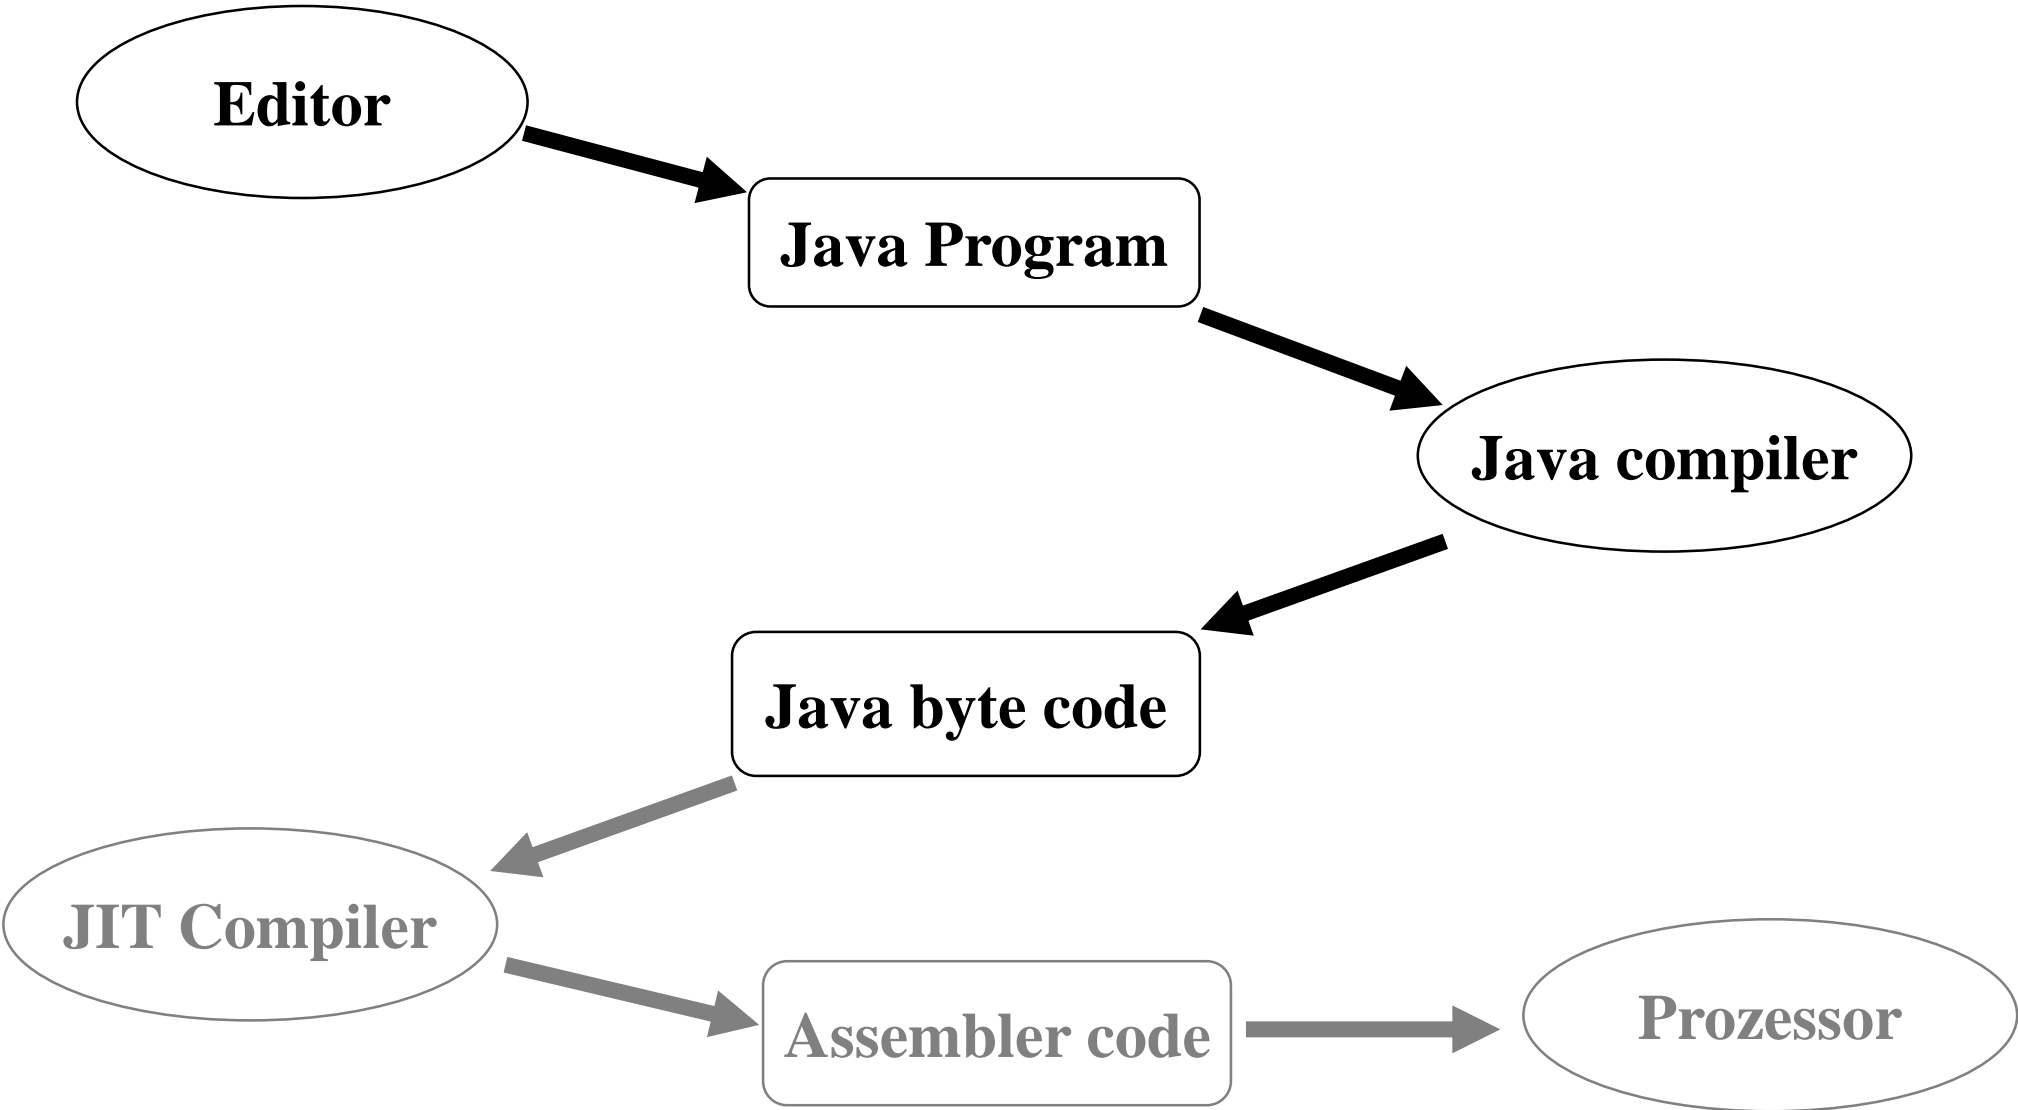 Editor
Java Program
Java compiler
Java byte code
JIT Compiler
Assembler code
Prozessor